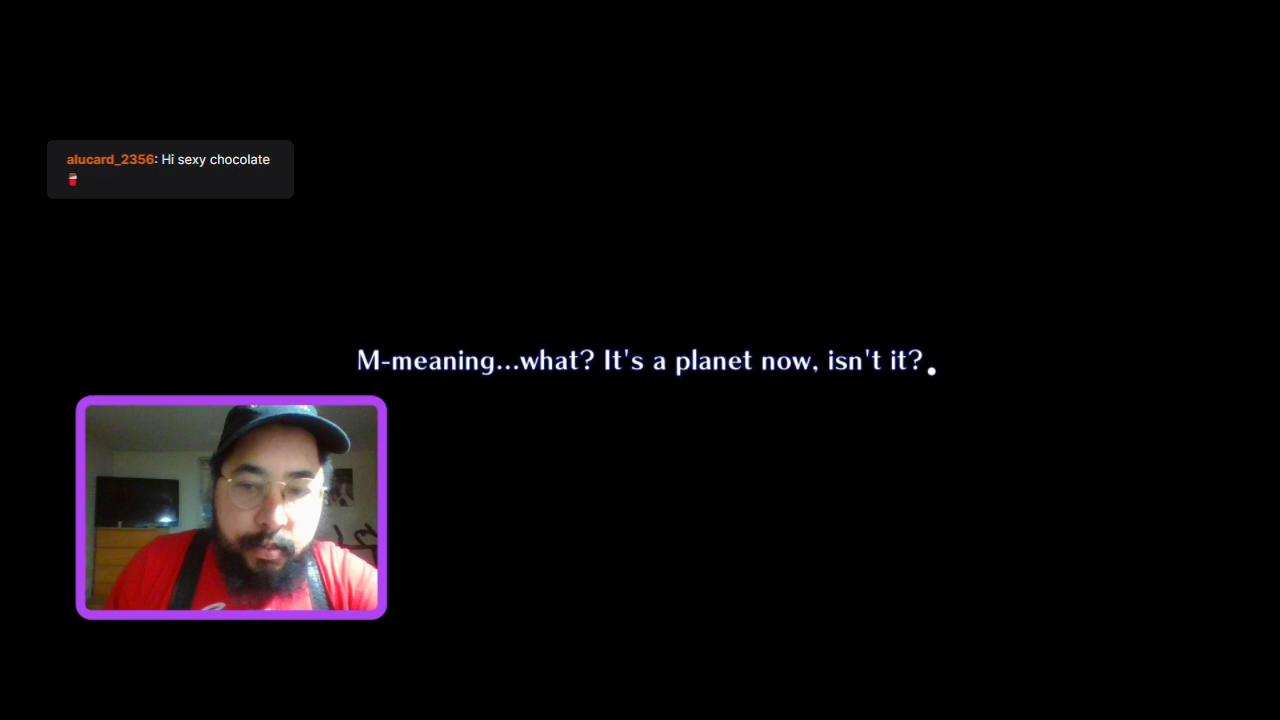 alucard_2356: Hi sexy chocolate
M-meaning...what? It's a planet now, isn't it?